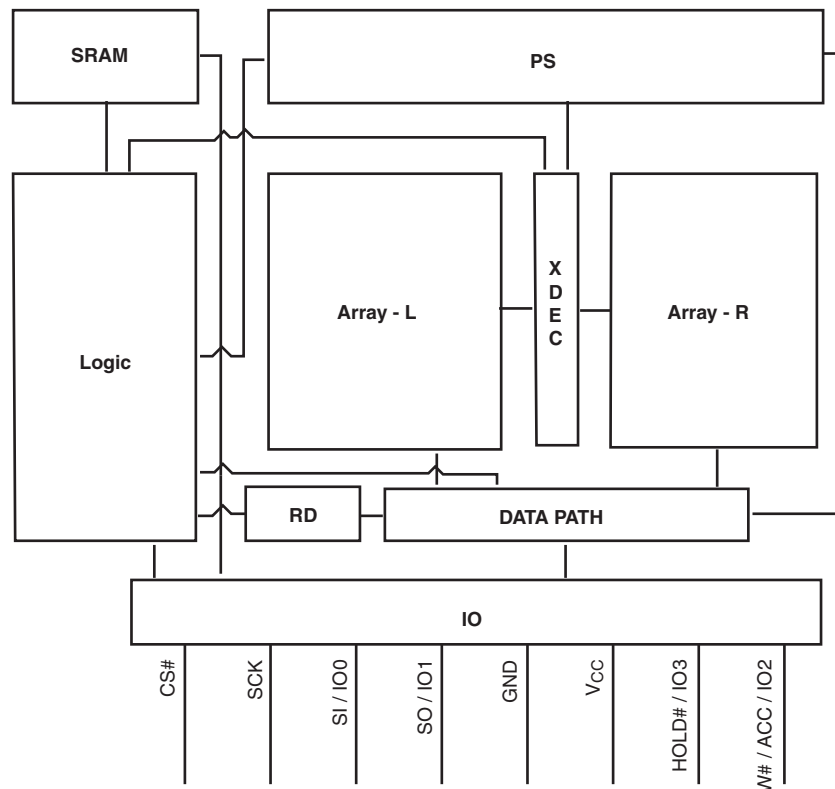 SRAM
PS
X
D
E
C
Array - L
Array - R
Logic
RD
DATA PATH
IO
CS#
SCK
SI / IO0
SO / IO1
GND
VCC
HOLD# / IO3
W# / ACC / IO2